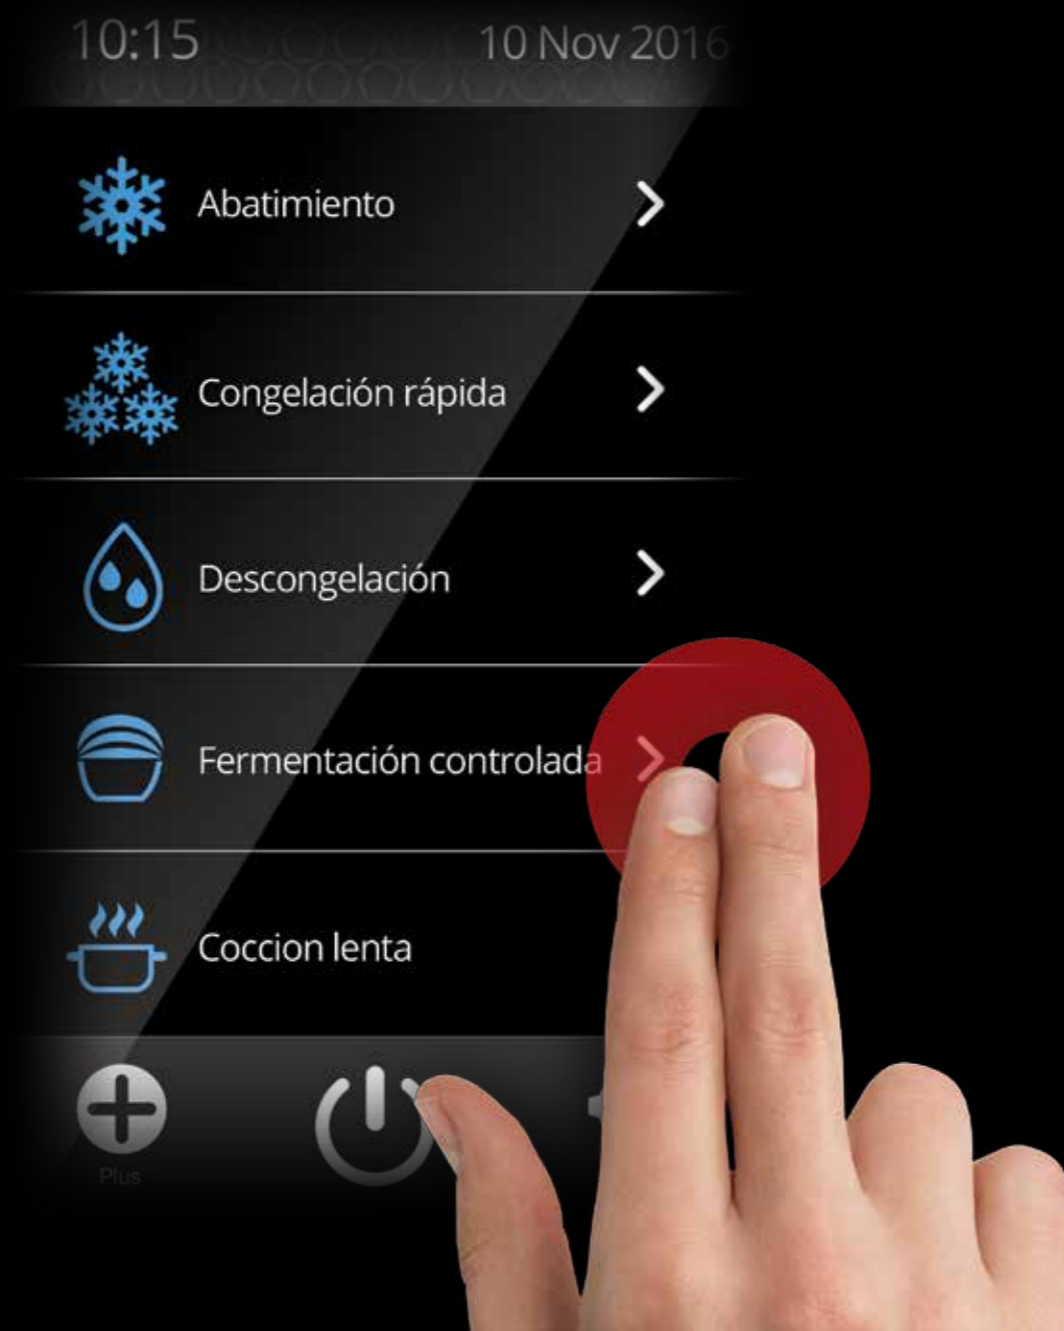 10:15 10 Nov 2016
Abatimiento
Congelación rápida
Descongelación
Fermentación controlada
Coccion lenta
Plus